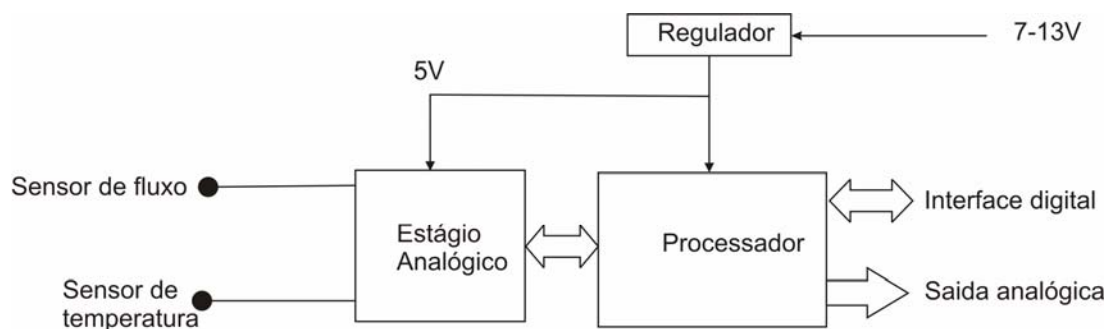 Regulador
7-13V
5V
Sensor de fluxo
Estágio
Analógico
Processador
Interface digital
Sensor de
temperatura
Saida analógica